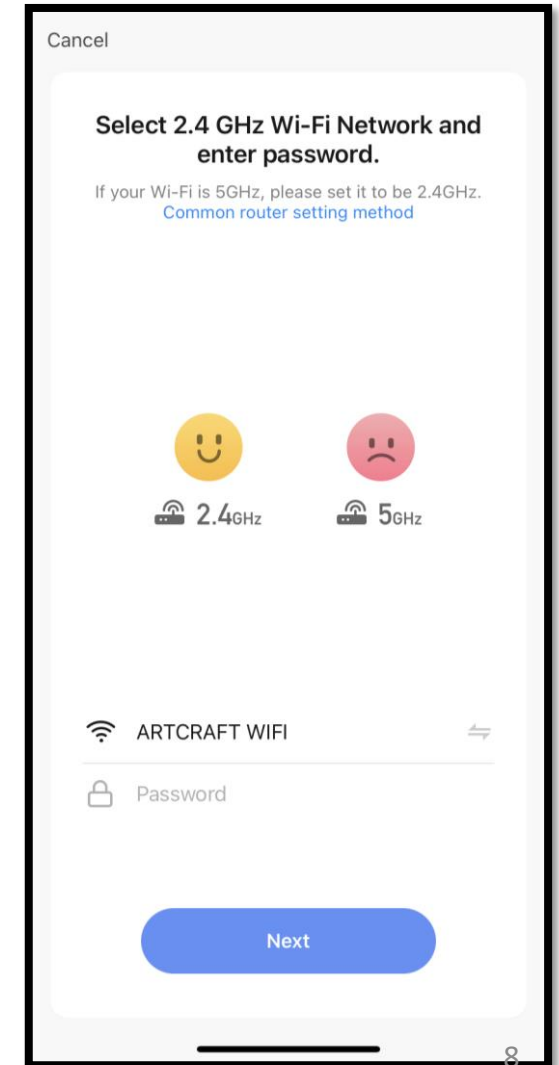 Cancel
Select 2.4 GHz Wi-Fi Network and
enter password.
If your Wi-Fi is 5GHz, please set it to be 2.4GHz.
Common router setting method
2.4GHz 5GHz
ARTCRAFT WIFI
Password
Next
8